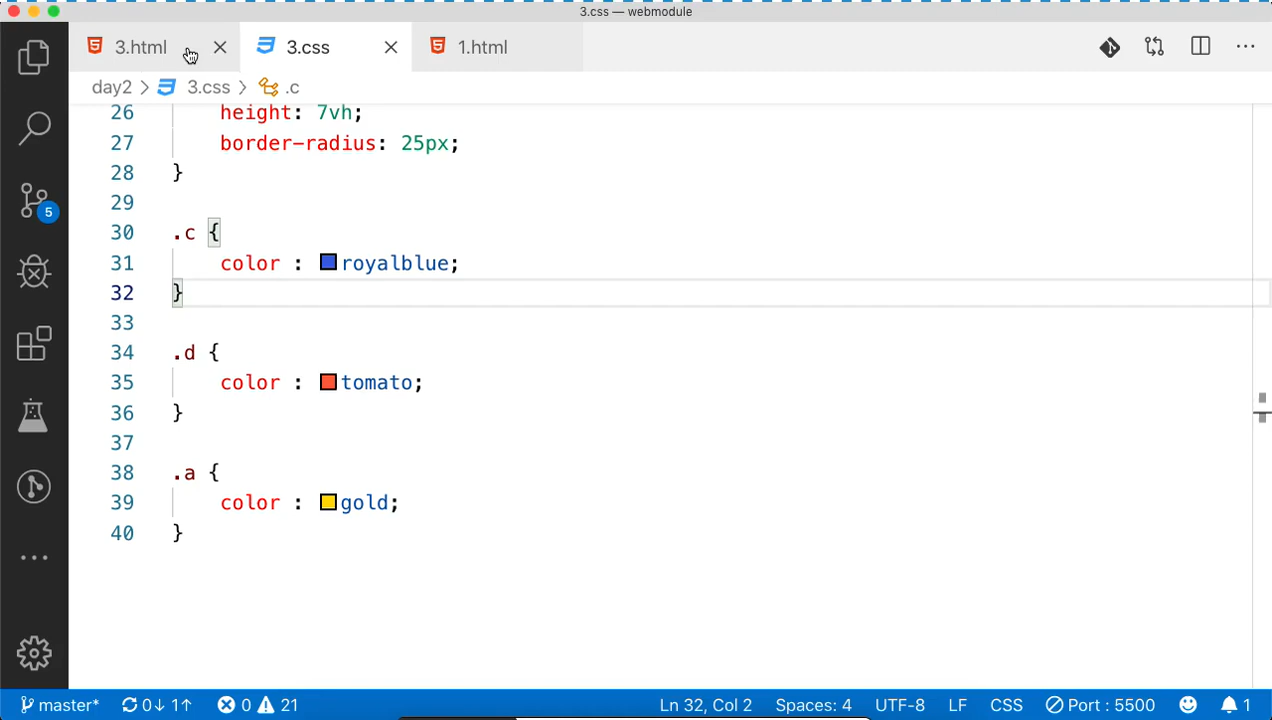 3.css — webmodule
3.html 3.css 1.html
day2 3.css .c
26 height: 7vh;
27 border-radius: 25px;
28 }
29
30 .c {
31 color : royalblue;
32 }
33
34 .d {
35 color : tomato;
36 }
37
38 .a {
39 color : gold;
40 }
5
master* 0↓ 1↑ 0 21 Ln 32, Col 2 Spaces: 4 UTF-8 LF CSS Port : 5500 1